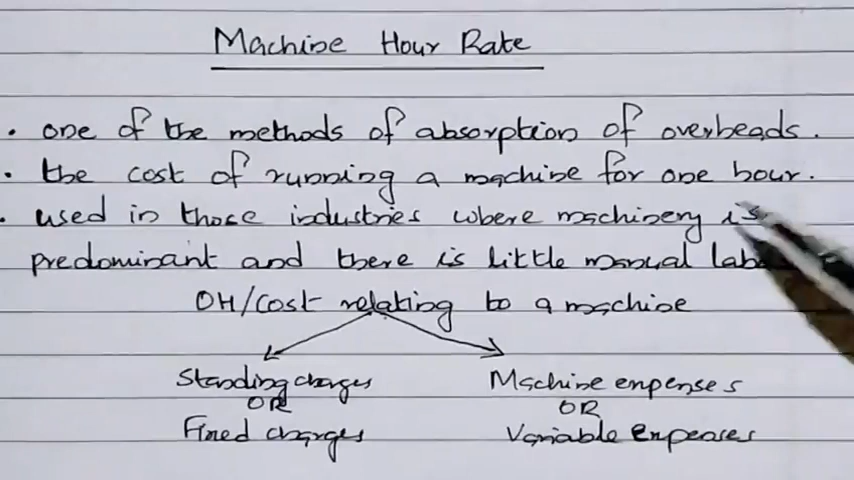 Machine Hour Rate
• one of the methods of absorption of overheads.
• the cost of running a machine for one hour.
• used in those industries where machinery is
predominant and there is little manual
OH/cost relating to a machine
Standing charges Machine expenses
OR OR
Fixed charges Variable expenses